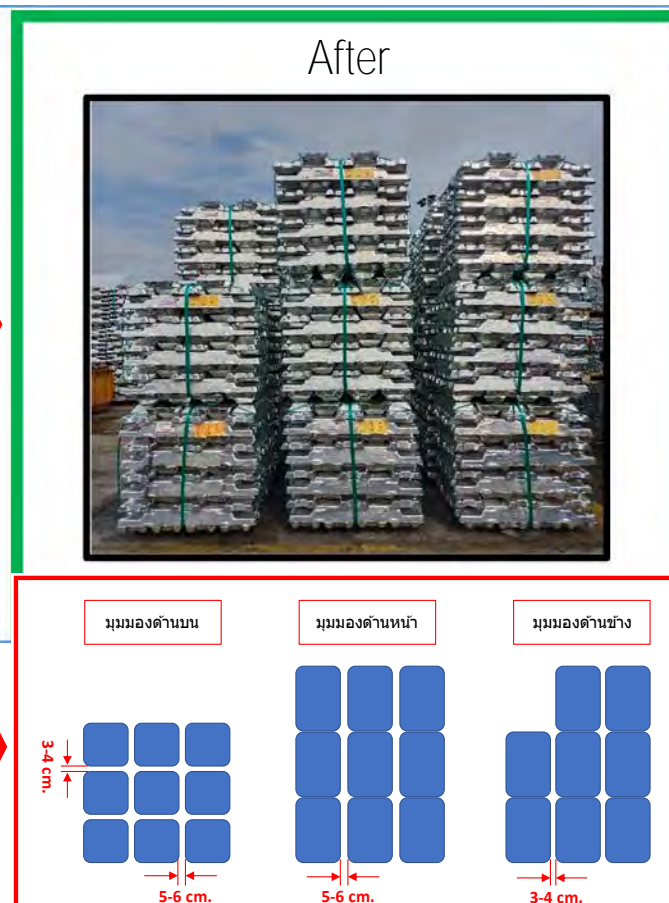 After
มุมมองด้านบน
มุมมองด้านหน้า
มุมมองด้านข้าง
3-4 cm.
5-6 cm.
5-6 cm.
3-4 cm.